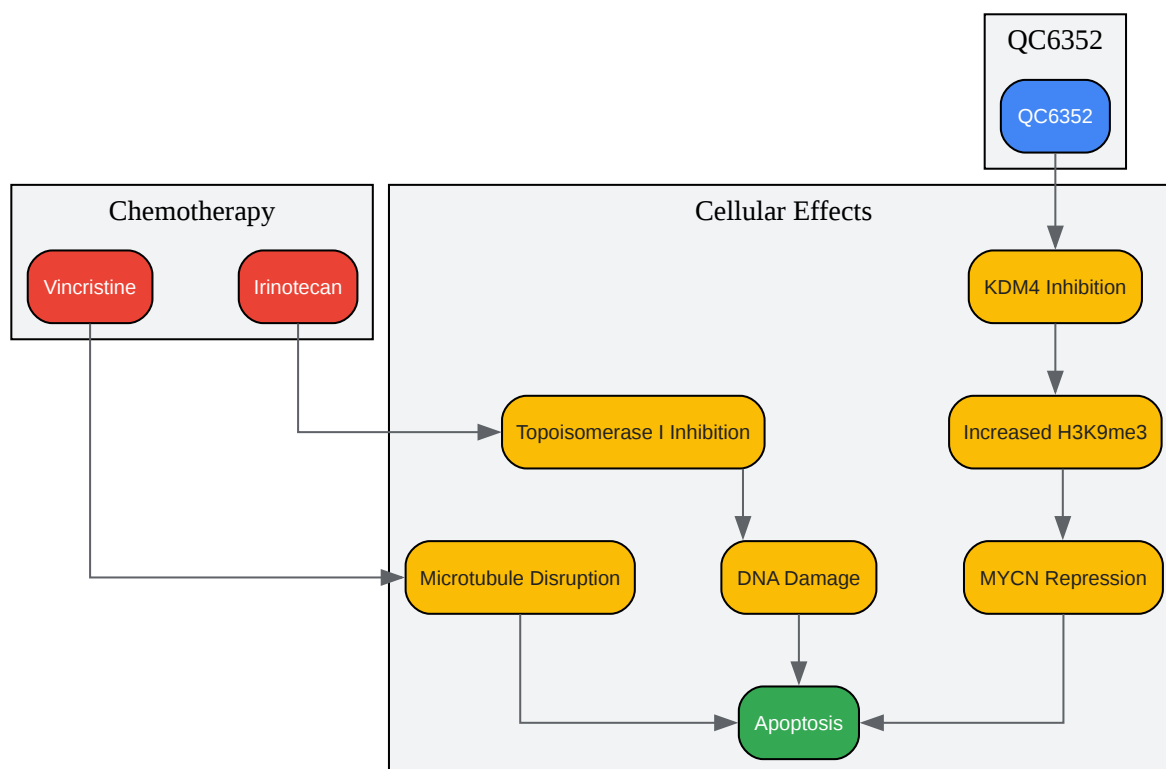 QC6352
QC6352
Chemotherapy
Cellular Effects
Vincristine
Irinotecan
KDM4 Inhibition
Topoisomerase I Inhibition
Increased H3K9me3
Microtubule Disruption
DNA Damage
MYCN Repression
Apoptosis